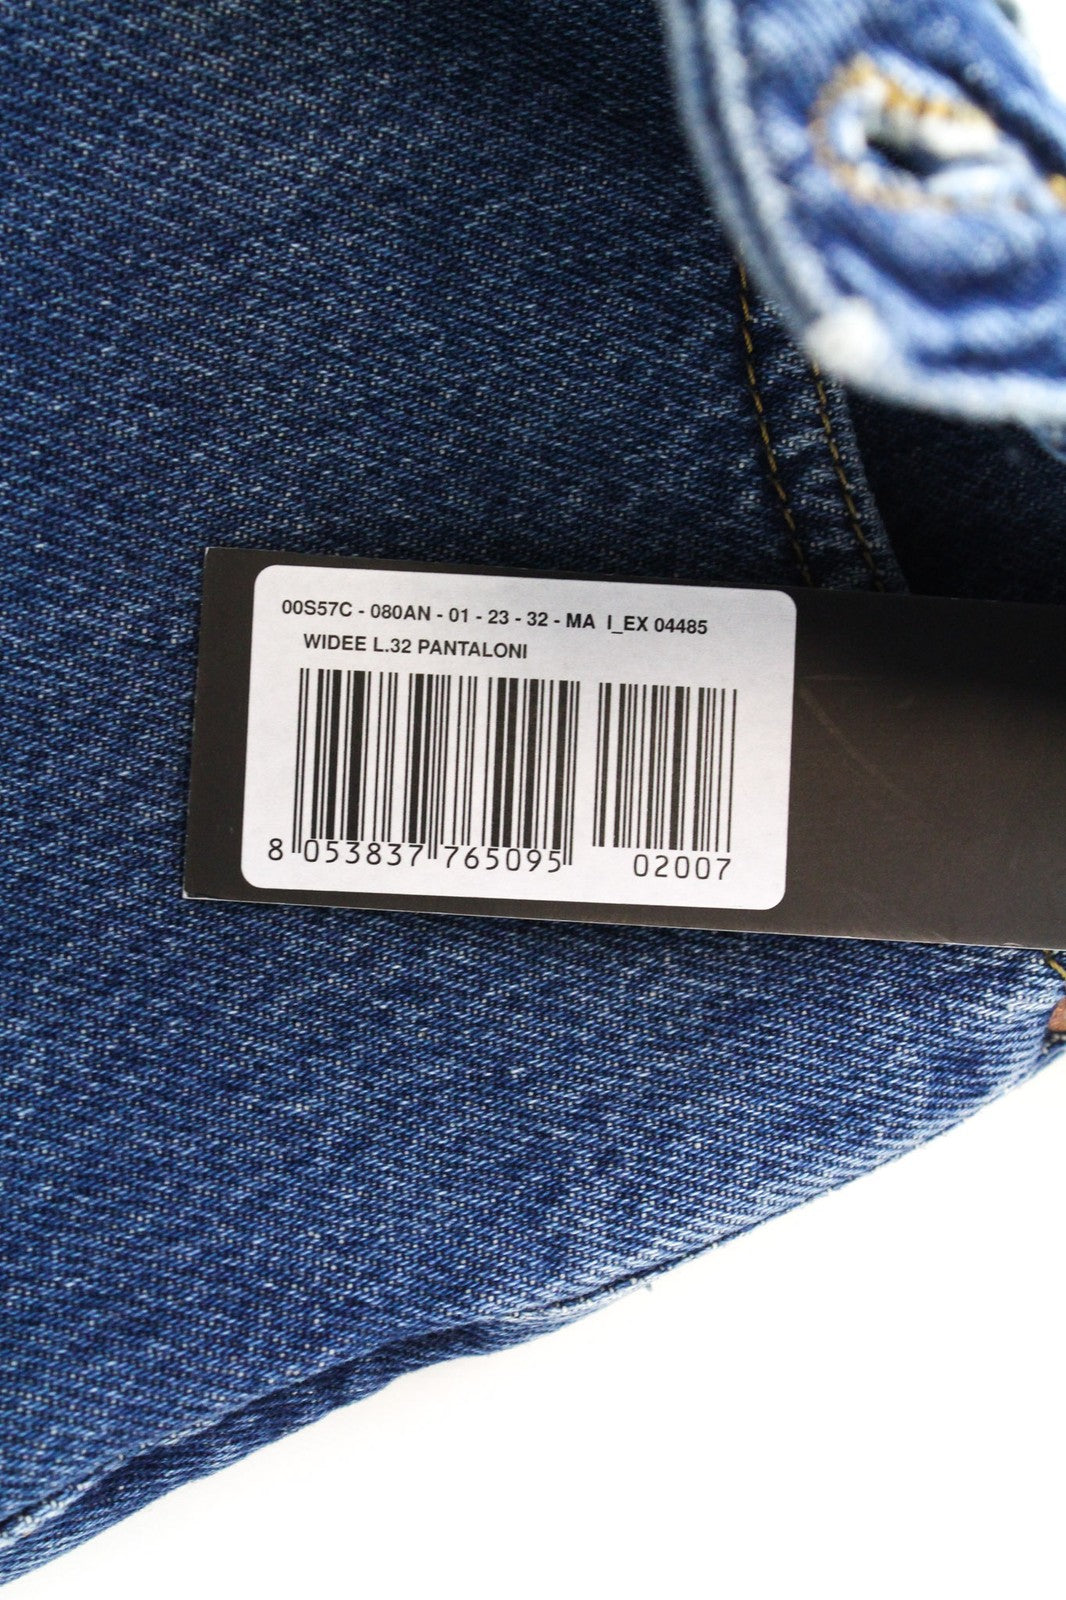 00S57C - 080AN - 01 - 23 - 32 - MA I_EX 04485
WIDEE L.32 PANTALONI
8 053837 765095 02007